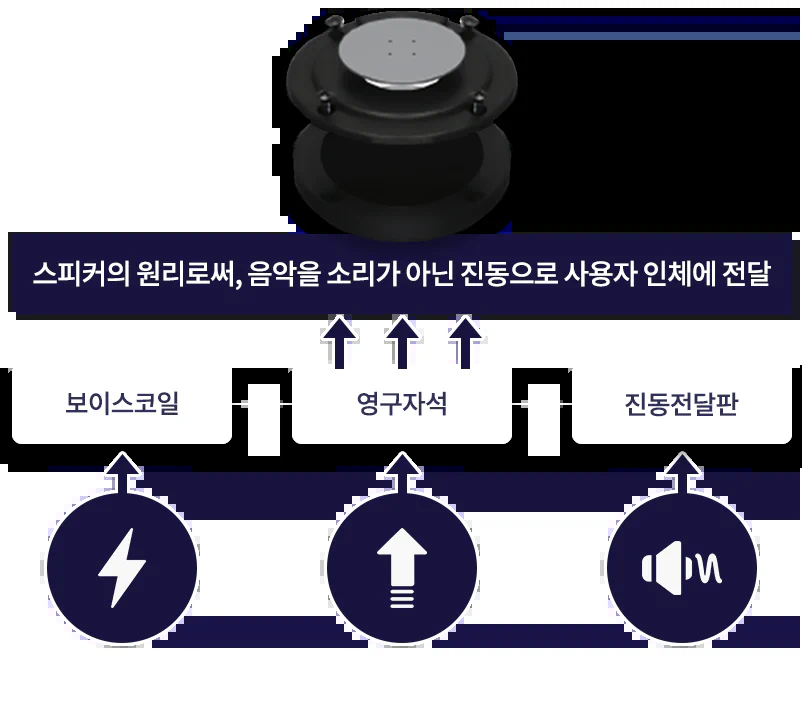 스피커의 원리로써, 음악을 소리가 아닌 진동으로 사용자 인체에 전달
보이스코일
영구자석
진동전달판